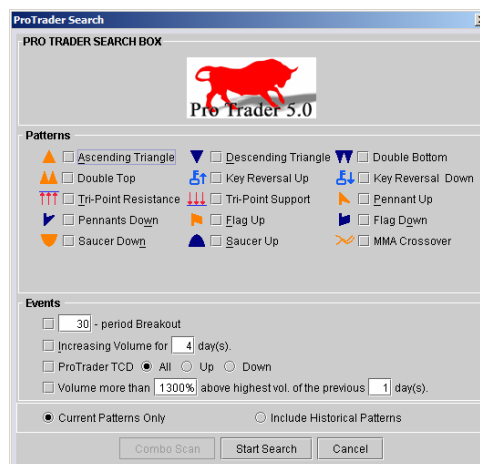 ProTrader Search
PRO TRADER SEARCH BOX
Pro Trader 5.0
Patterns
Ascending Triangle Descending Triangle Double Bottom
Double Top Key Reversal Up Key Reversal Down
Tri-Point Resistance Tri-Point Support Pennant Up
Pennants Down Flag Up Flag Down
Saucer Down Saucer Up MMA Crossover
Events
30 - period Breakout
Increasing Volume for 4 day(s).
ProTrader TCD All Up Down
Volume more than 1300% above highest vol. of the previous 1 day(s).
Current Patterns Only Include Historical Patterns
Combo Scan Start Search Cancel